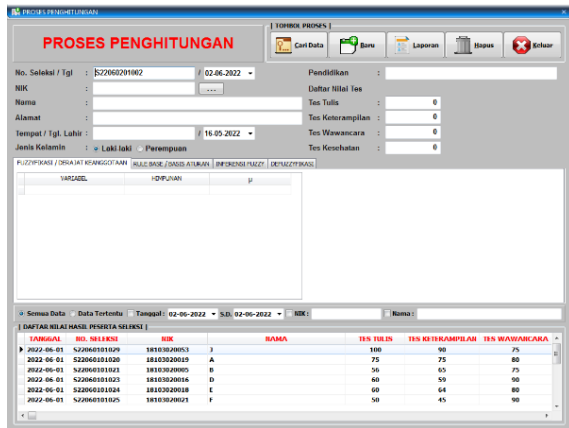 PROSES PENGHITUNGAN
PROSES PENGHITUNGAN
| TOMBOL PROSES |
Cari Data Baru Laporan Hapus Keluar
No. Seleksi / Tgl : S22060201002 / 02-06-2022
NIK : ...
Nama :
Alamat :
Tempat / Tgl. Lahir : / 16-05-2022
Jenis Kelamin : Laki-laki Perempuan
Pendidikan :
Daftar Nilai Tes
Tes Tulis : 0
Tes Keterampilan : 0
Tes Wawancara : 0
Tes Kesehatan : 0
FUZZYFIKASI / DERAJAT KEANGGOTAAN RULE BASE / BASIS ATURAN INFERENSI FUZZY DEFUZZYFIKASI
VARIABEL HIMPUNAN μ
Semua Data Data Tertentu Tanggal : 02-06-2022 S.D. 02-06-2022 NIK : Nama :
| DAFTAR NILAI HASIL PESERTA SELEKSI |
TANGGAL NO. SELEKSI NIK NAMA TES TULIS TES KETERAMPILAN TES WAWANCARA
2022-06-01 S22060101029 18103020053 J 100 90 75
2022-06-01 S22060101020 18103020019 A 75 75 80
2022-06-01 S22060101021 18103020005 B 56 65 75
2022-06-01 S22060101023 18103020016 D 60 59 90
2022-06-01 S22060101024 18103020018 E 60 64 80
2022-06-01 S22060101025 18103020021 F 50 45 90